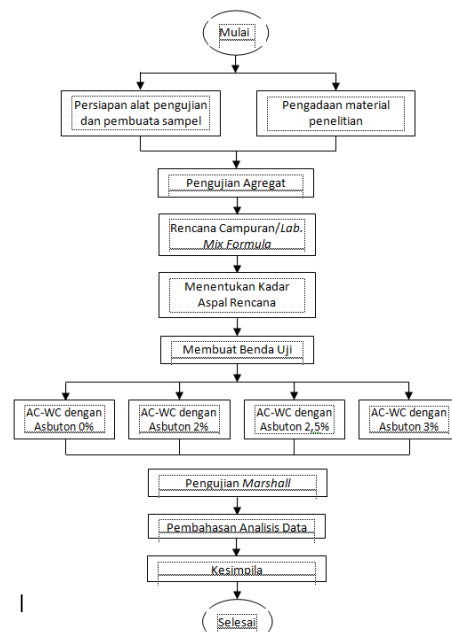 Mulai
Persiapan alat pengujian
dan pembuata sampel
Pengadaan material
penelitian
Pengujian Agregat
Rencana Campuran/Lab.
Mix Formula
Menentukan Kadar
Aspal Rencana
Membuat Benda Uji
AC-WC dengan
Asbuton 0%
AC-WC dengan
Asbuton 2%
AC-WC dengan
Asbuton 2,5%
AC-WC dengan
Asbuton 3%
Pengujian Marshall
Pembahasan Analisis Data
Kesimpila
Selesai